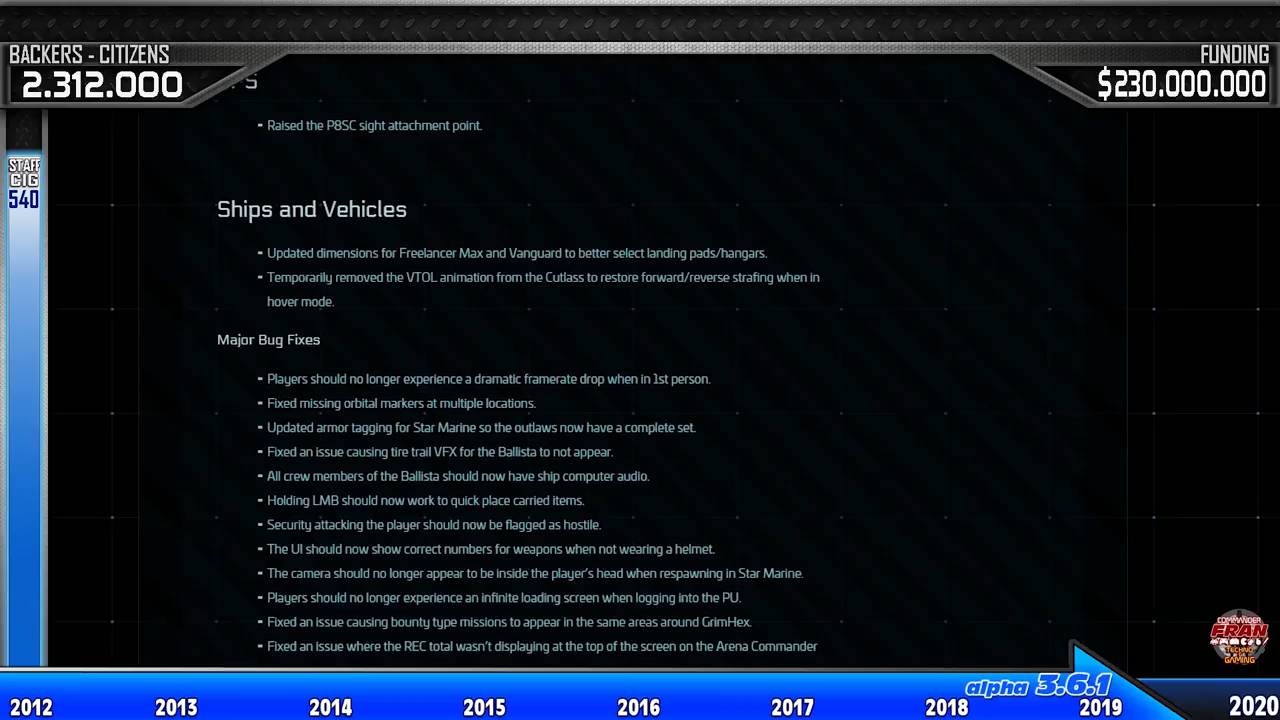 BACKERS - CITIZENS
2.312.000
FUNDING
$230.000.000
STAFF
CIG
540
- Raised the P8SC sight attachment point.
Ships and Vehicles
- Updated dimensions for Freelancer Max and Vanguard to better select landing pads/hangars.
- Temporarily removed the VTOL animation from the Cutlass to restore forward/reverse strafing when in
hover mode.
Major Bug Fixes
- Players should no longer experience a dramatic framerate drop when in 1st person.
- Fixed missing orbital markers at multiple locations.
- Updated armor tagging for Star Marine so the outlaws now have a complete set.
- Fixed an issue causing tire trail VFX for the Ballista to not appear.
- All crew members of the Ballista should now have ship computer audio.
- Holding LMB should now work to quick place carried items.
- Security attacking the player should now be flagged as hostile.
- The UI should now show correct numbers for weapons when not wearing a helmet.
- The camera should no longer appear to be inside the player's head when respawning in Star Marine.
- Players should no longer experience an infinite loading screen when logging into the PU.
- Fixed an issue causing bounty type missions to appear in the same areas around GrimHex.
- Fixed an issue where the REC total wasn't displaying at the top of the screen on the Arena Commander
COMMANDER
FRAN
TECHNO
GAMING
alpha 3.6.1
2012 2013 2014 2015 2016 2017 2018 2019 2020